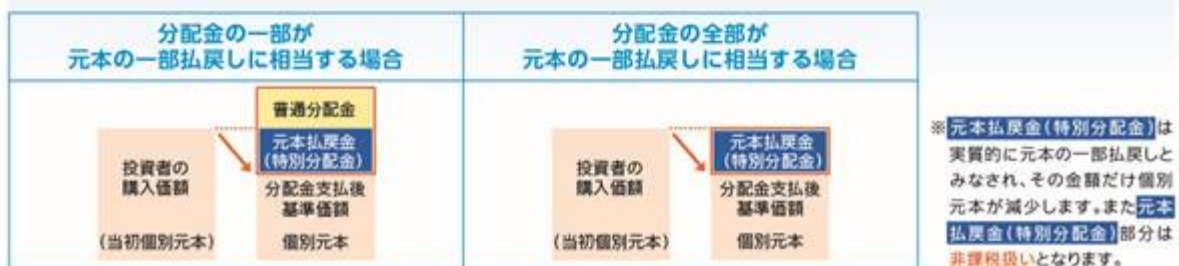 分配金の一部が
元本の一部払戻しに相当する場合
分配金の全部が
元本の一部払戻しに相当する場合
普通分配金
元本払戻金
(特別分配金)
投資者の
購入価額
分配金支払後
基準価額
(当初個別元本)
個別元本
元本払戻金
(特別分配金)
投資者の
購入価額
分配金支払後
基準価額
(当初個別元本)
個別元本
※元本払戻金(特別分配金)は
実質的に元本の一部払戻しと
みなされ、その金額だけ個別
元本が減少します。また元本
払戻金(特別分配金)部分は
非課税扱いとなります。